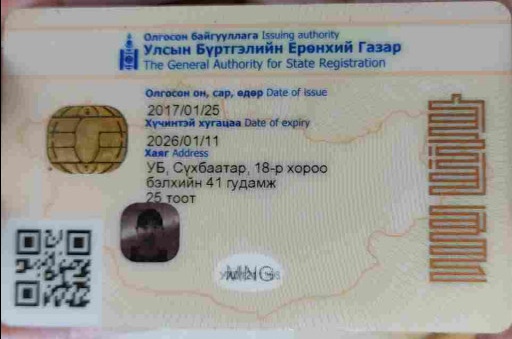 Олгосон байгууллага Issuing authority
Улсын Бүртгэлийн Ерөнхий Газар
The General Authority for State Registration
Олгосон он, сар, өдөр Date of issue
2017/01/25
Хүчинтэй хугацаа Date of expiry
2026/01/11
Хаяг Address
УБ, Сүхбаатар, 18-р хороо
бэлхийн 41 гудамж
25 тоот
MNG